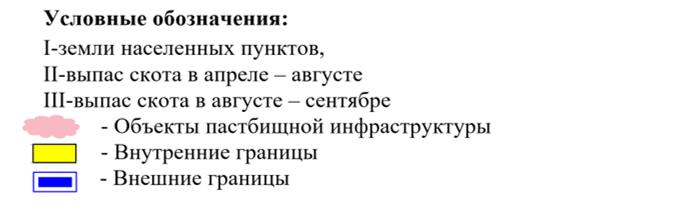 Условные обозначения:
I-земли населенных пунктов,
II-выпас скота в апреле – августе
III-выпас скота в августе – сентябре
- Объекты пастбищной инфраструктуры
- Внутренние границы
- Внешние границы